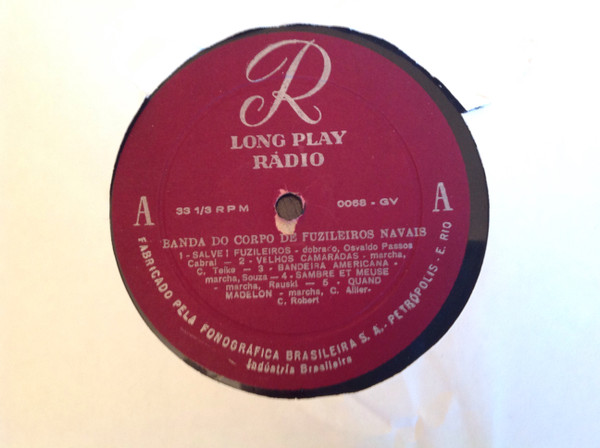 R
LONG PLAY
RÁDIO
A
A
33 1/3 RPM
0068 - GV
BANDA DO CORPO DE FUZILEIROS NAVAIS
1 - SALVE! FUZILEIROS - dobrado, Osvaldo Passos
Cabral - 2 - VELHOS CAMARADAS - marcha,
C. Teike - 3 - BANDEIRA AMERICANA -
marcha, Souza - 4 - SAMBRE ET MEUSE
- marcha, Rauski - 5 - QUAND
MADELON - marcha, C. Allier-
C. Robert
FABRICADO PELA FONOGRÁFICA BRASILEIRA S. A. - PETRÓPOLIS - E. RIO
Indústria Brasileira